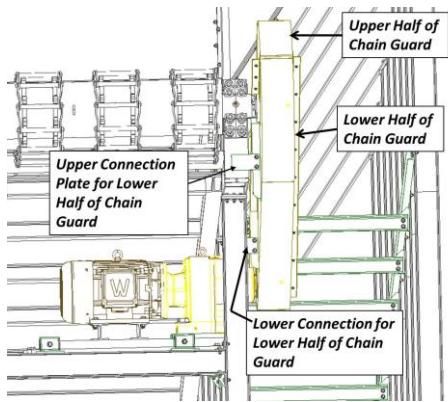 Upper Half of
Chain Guard
Lower Half of
Chain Guard
Upper Connection
Plate for Lower
Half of Chain
Guard
W
Lower Connection for
Lower Half of Chain
Guard